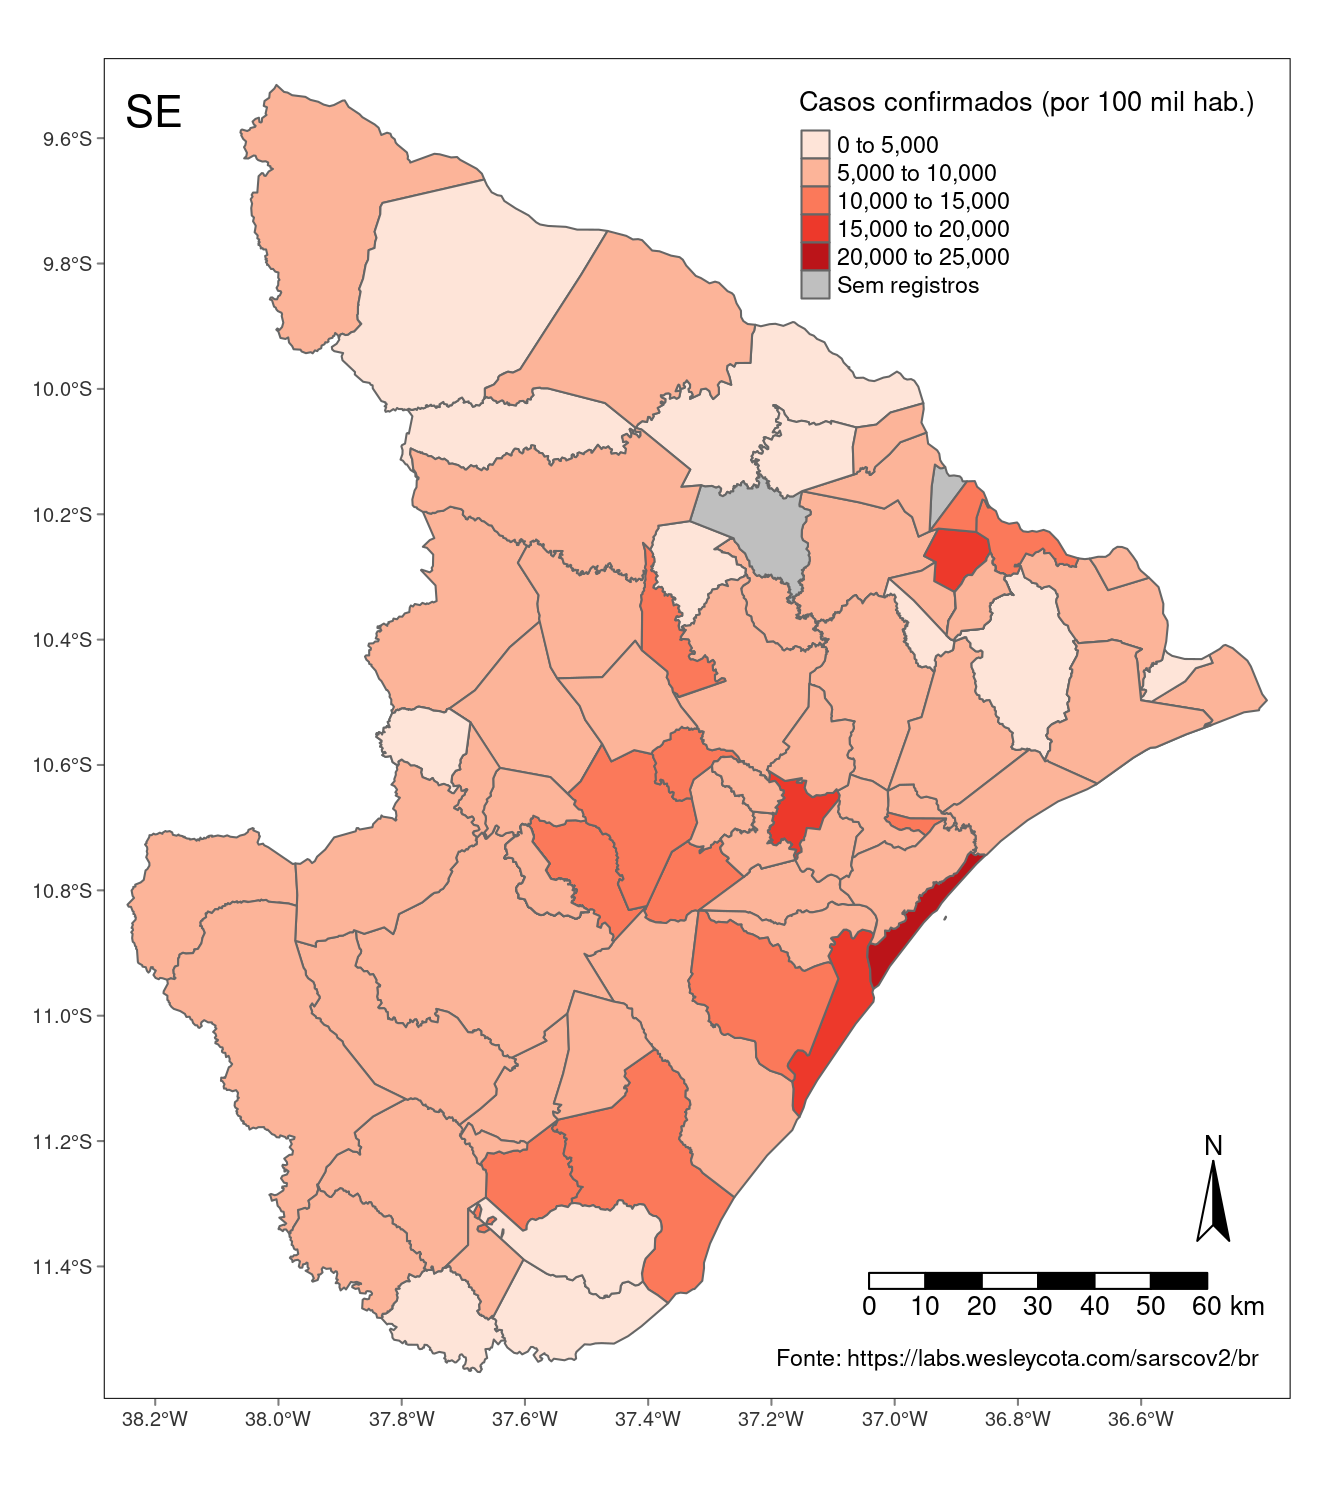 SE
Casos confirmados (por 100 mil hab.)
0 to 5,000
5,000 to 10,000
10,000 to 15,000
15,000 to 20,000
20,000 to 25,000
Sem registros
9.6°S
9.8°S
10.0°S
10.2°S
10.4°S
10.6°S
10.8°S
11.0°S
11.2°S
11.4°S
N
0 10 20 30 40 50 60 km
Fonte: https://labs.wesleycota.com/sarscov2/br
38.2°W 38.0°W 37.8°W 37.6°W 37.4°W 37.2°W 37.0°W 36.8°W 36.6°W